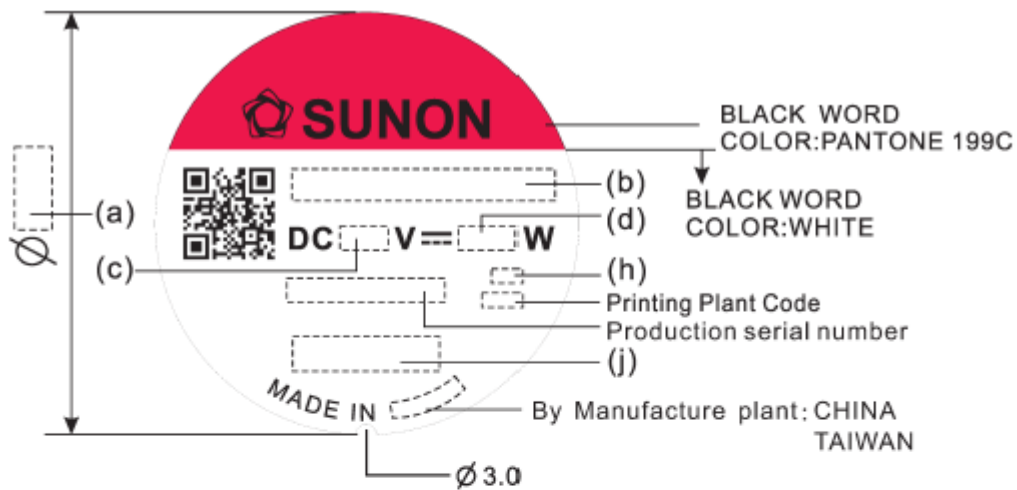 SUNON
BLACK WORD
COLOR:PANTONE 199C
(b)
BLACK WORD
COLOR:WHITE
(a)
Ø
(d)
DC V W
(c)
(h)
Printing Plant Code
Production serial number
(j)
MADE IN
By Manufacture plant: CHINA
TAIWAN
Ø 3.0